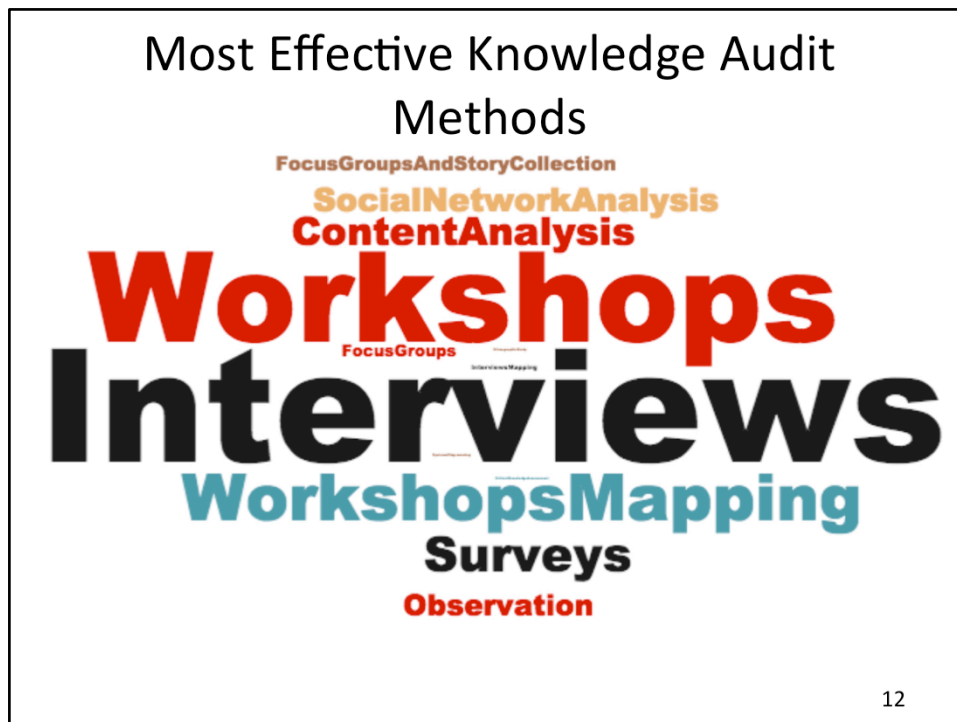 Most Effective Knowledge Audit
Methods
FocusGroupsAndStoryCollection
SocialNetworkAnalysis
ContentAnalysis
Workshops
FocusGroups
InterviewsMapping
Interviews
WorkshopsMapping
Surveys
Observation
12